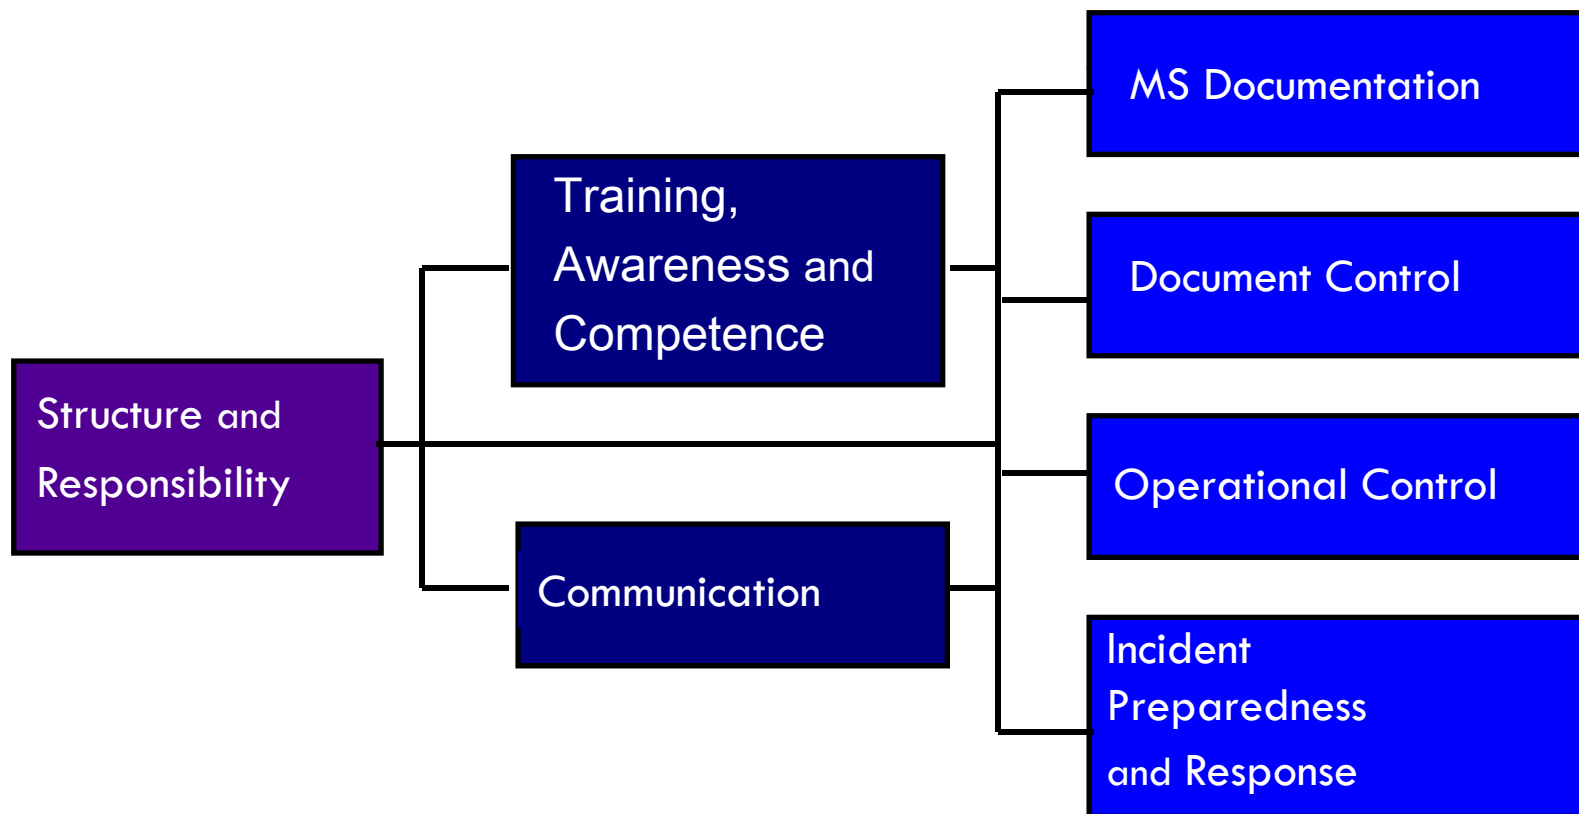 Structure and
Responsibility
Training,
Awareness and
Competence
Communication
MS Documentation
Document Control
Operational Control
Incident
Preparedness
and Response